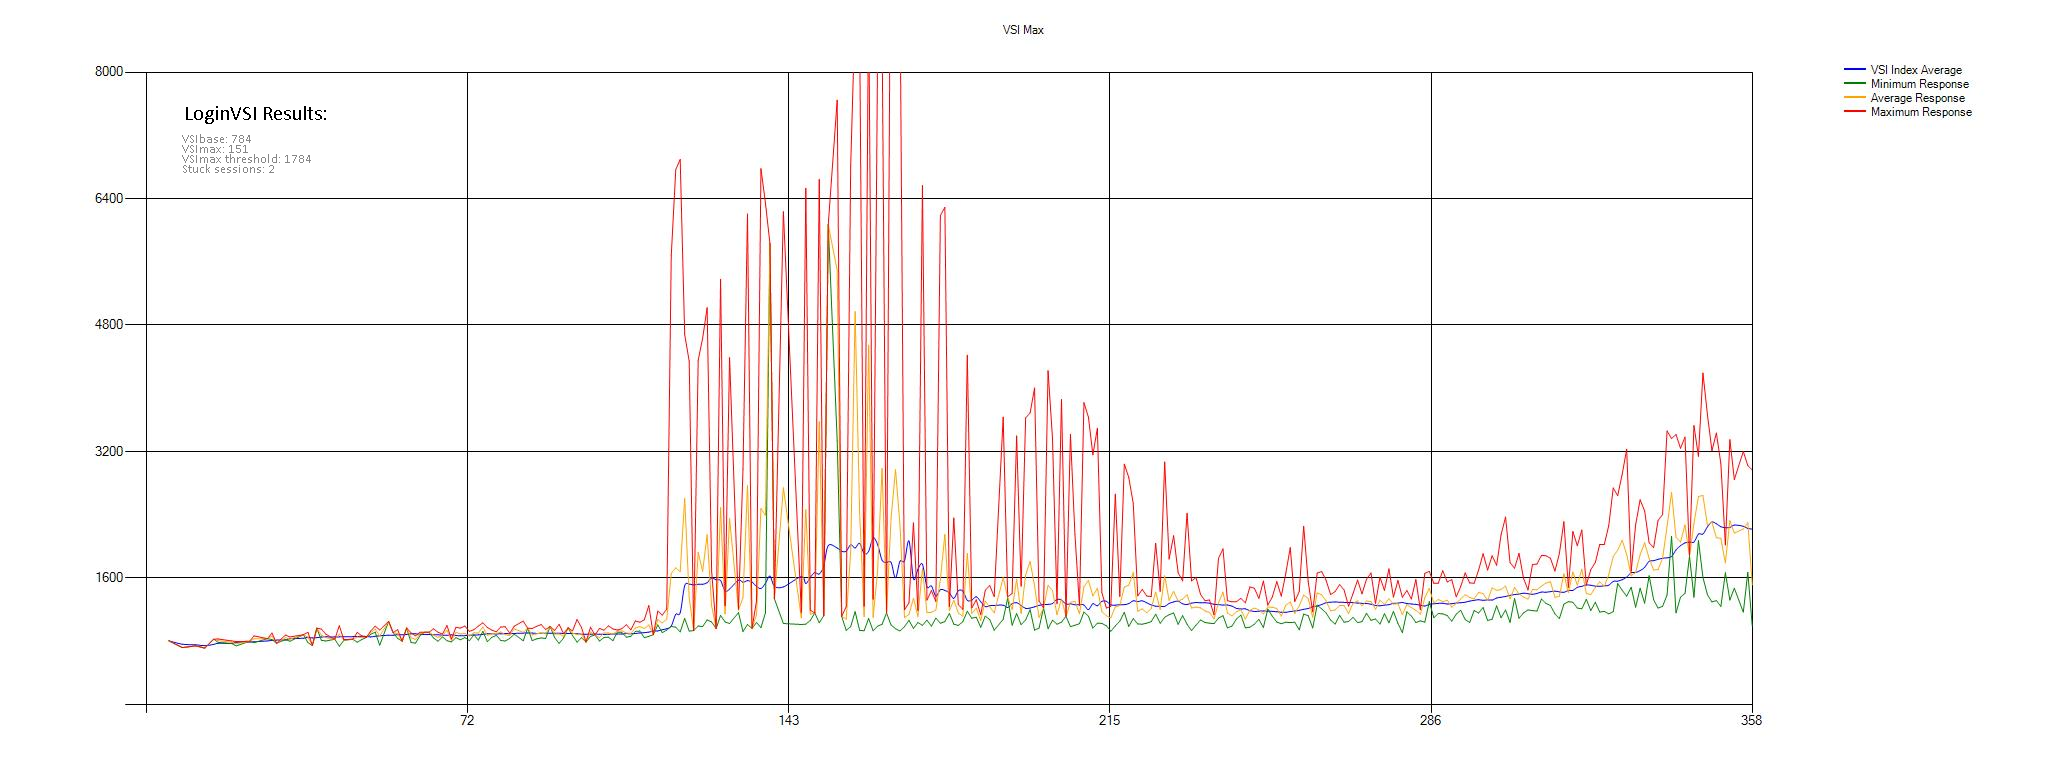 VSI Max
8000
6400
4800
3200
1600
LoginVSI Results:
VSIbase: 784
VSImax: 151
VSImax threshold: 1784
Stuck sessions: 2
72
143
215
286
358
VSI Index Average
Minimum Response
Average Response
Maximum Response